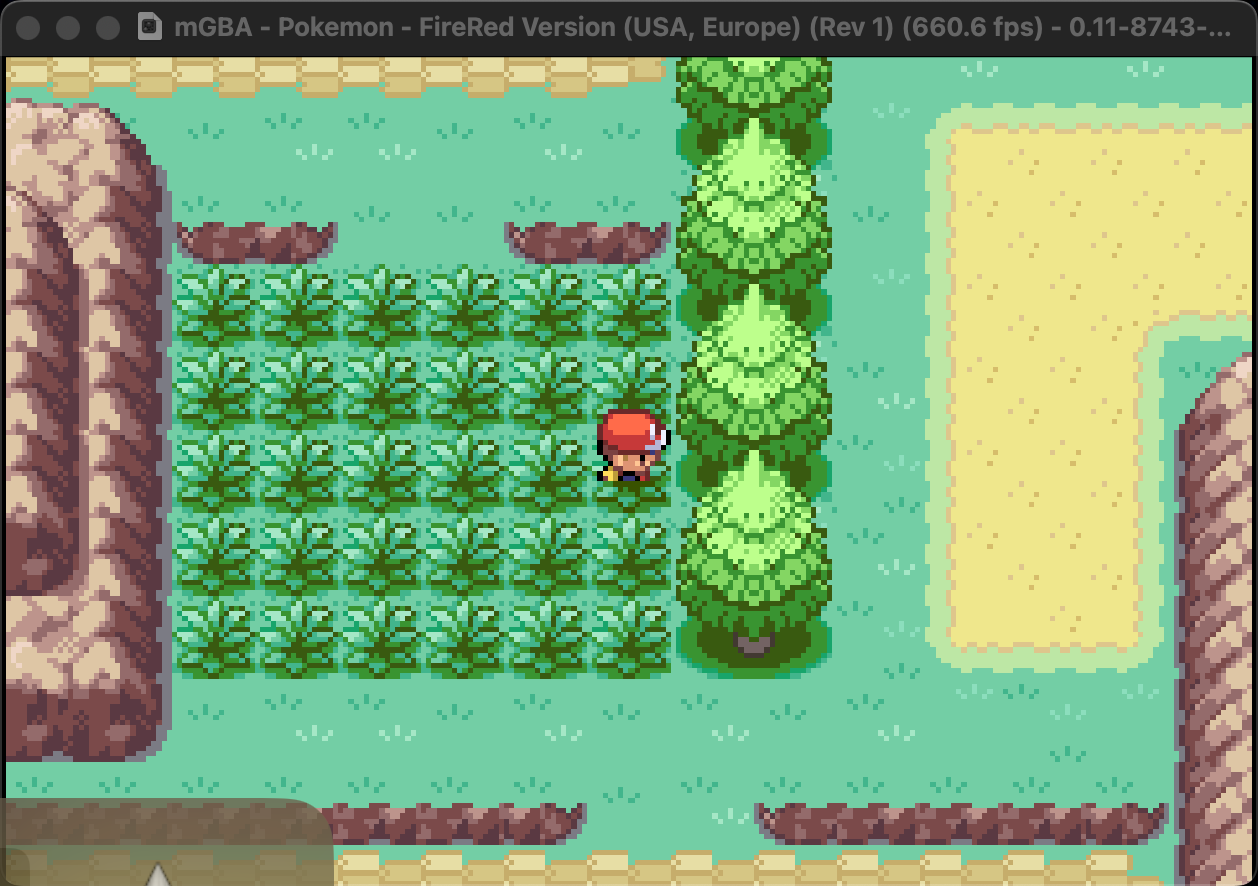 mGBA - Pokemon - FireRed Version (USA, Europe) (Rev 1) (660.6 fps) - 0.11-8743-...